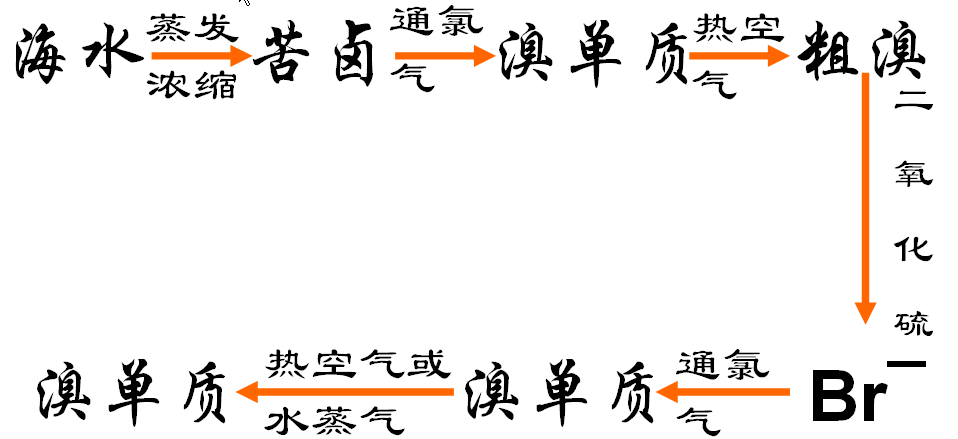 海水
蒸发
浓缩
苦卤
通氯
气
溴单质
热空
气
粗溴
二氧化硫
Br⁻
通氯
气
溴单质
热空气或
水蒸气
溴单质